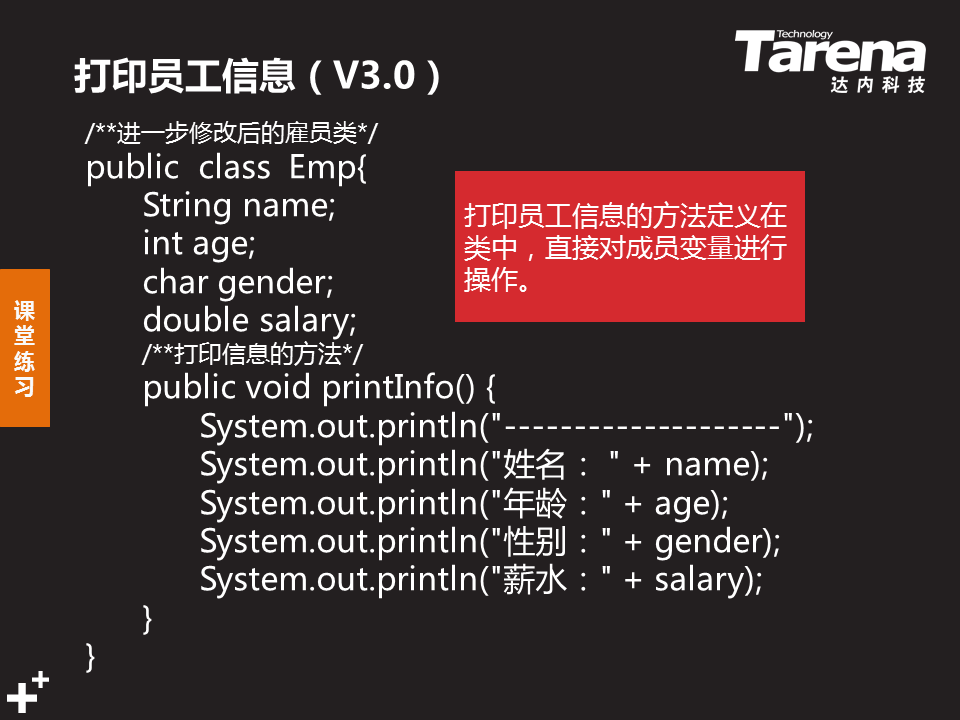 打印员工信息（V3.0）
Technology
Tarena
达内科技
/**进一步修改后的雇员类*/
public class Emp{
String name;
int age;
char gender;
double salary;
/**打印信息的方法*/
public void printInfo() {
System.out.println("--------------------");
System.out.println("姓名： " + name);
System.out.println("年龄：" + age);
System.out.println("性别：" + gender);
System.out.println("薪水：" + salary);
}
}
打印员工信息的方法定义在
类中，直接对成员变量进行
操作。
课
堂
练
习